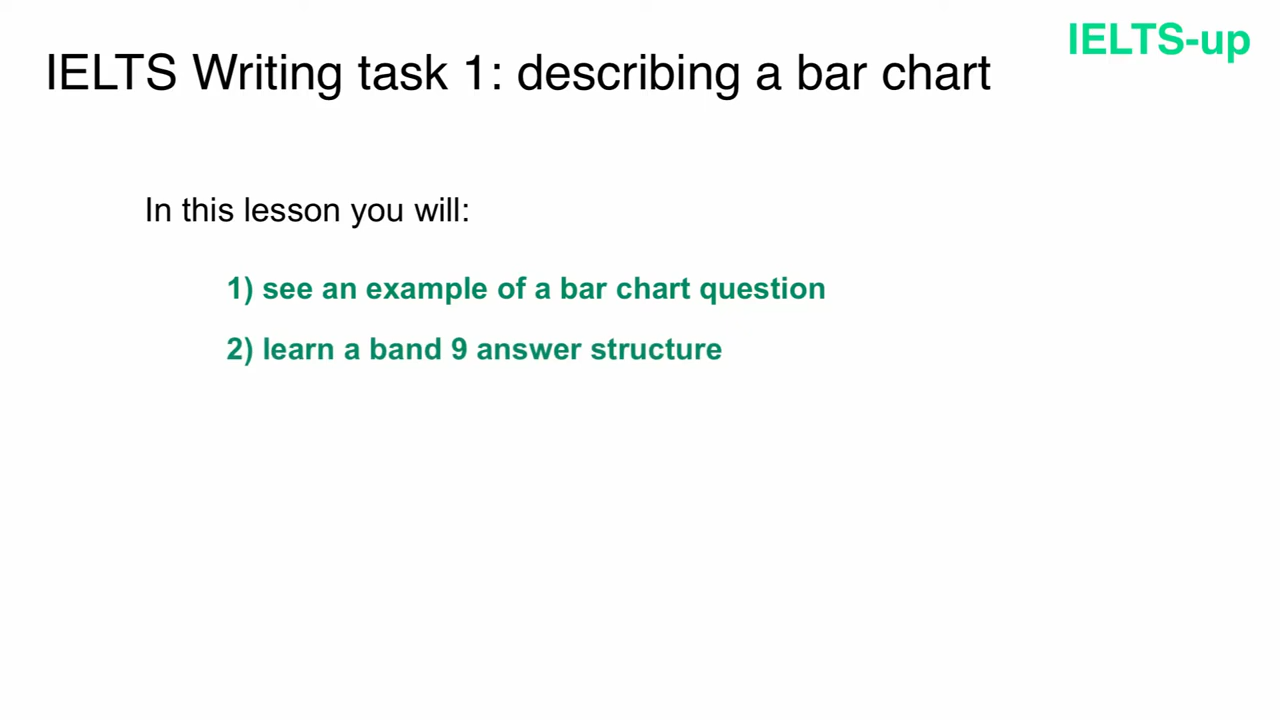 IELTS-up
IELTS Writing task 1: describing a bar chart
In this lesson you will:
1) see an example of a bar chart question
2) learn a band 9 answer structure